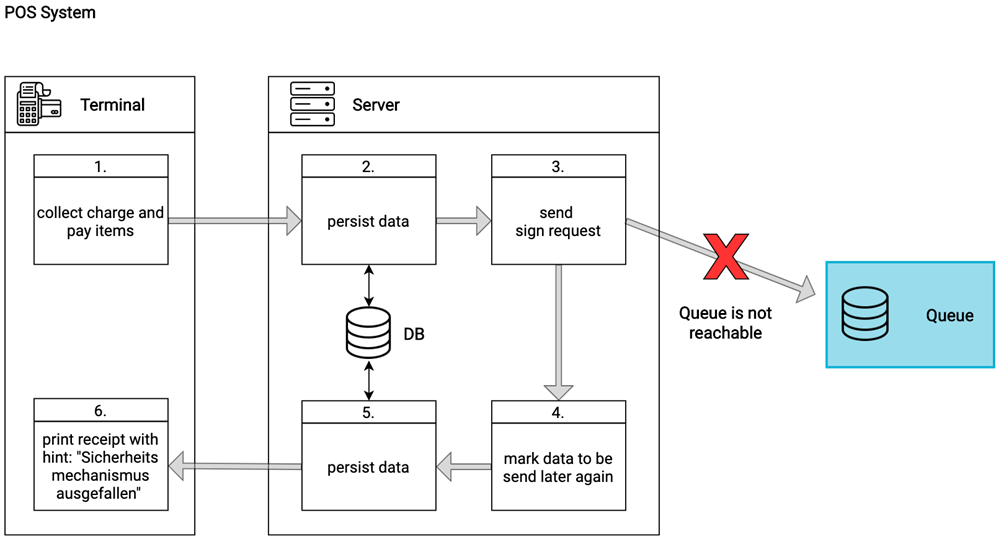 POS System
Terminal
Server
1.
collect charge and
pay items
2.
persist data
3.
send
sign request
Queue is not
reachable
Queue
DB
6.
print receipt with
hint: "Sicherheits
mechanismus
ausgefallen"
5.
persist data
4.
mark data to be
send later again